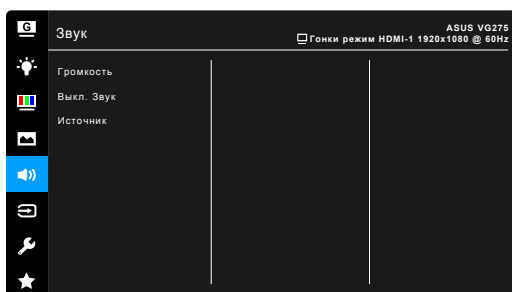 G
Звук
ASUS VG275
Гонки режим HDMI-1 1920x1080 @ 60Hz
Громкость
Выкл. Звук
Источник